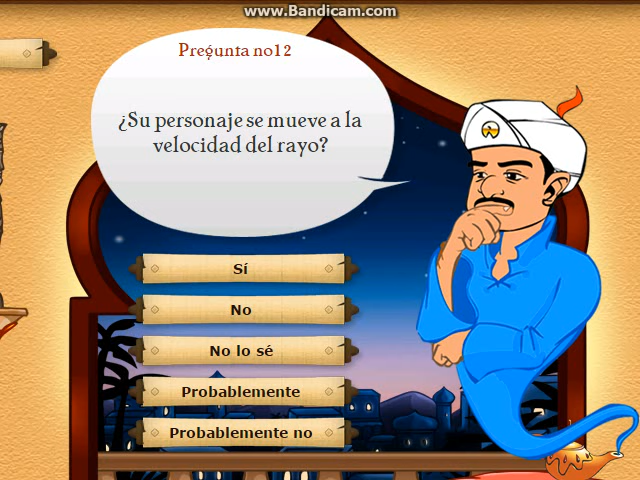 www.Bandicam.com
Pregunta no12
¿Su personaje se mueve a la
velocidad del rayo?
Sí
No
No lo sé
Probablemente
Probablemente no